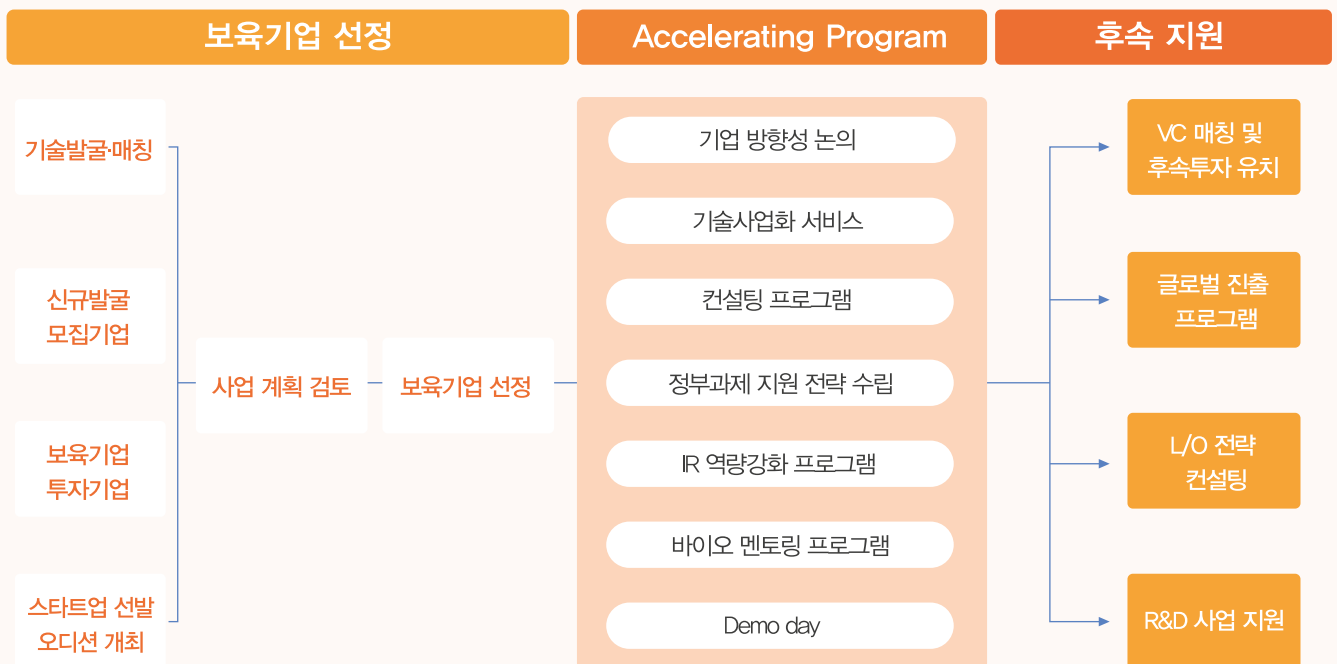 보육기업 선정
Accelerating Program
후속 지원
기술발굴·매칭
신규발굴
모집기업
보육기업
투자기업
스타트업 선발
오디션 개최
사업 계획 검토
보육기업 선정
기업 방향성 논의
기술사업화 서비스
컨설팅 프로그램
정부과제 지원 전략 수립
IR 역량강화 프로그램
바이오 멘토링 프로그램
Demo day
VC 매칭 및
후속투자 유치
글로벌 진출
프로그램
L/O 전략
컨설팅
R&D 사업 지원